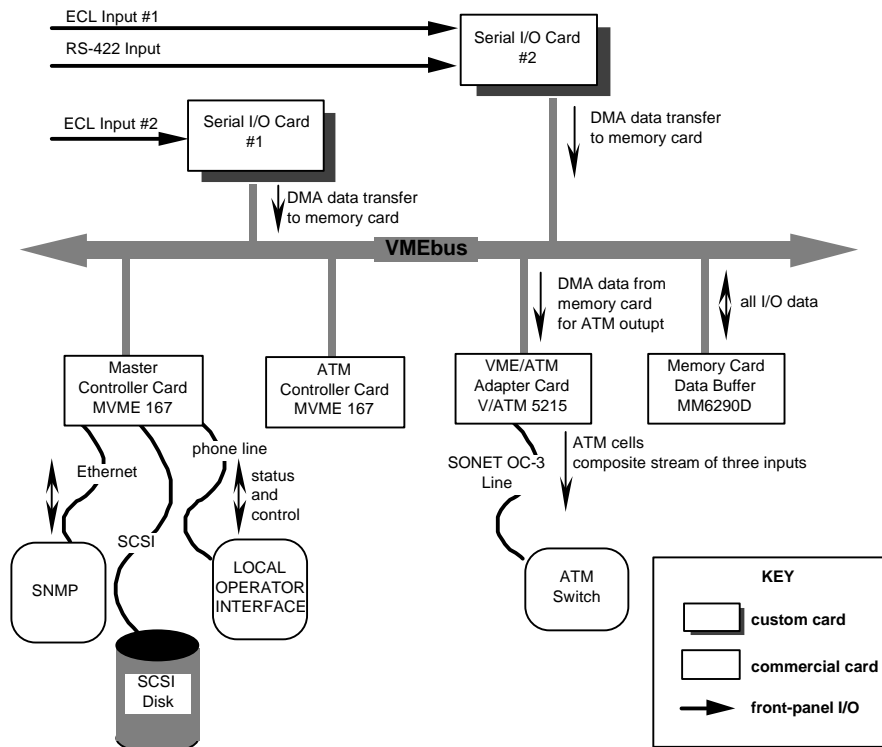 ECL Input #1
RS-422 Input
Serial I/O Card
#2
ECL Input #2
Serial I/O Card
#1
DMA data transfer
to memory card
DMA data transfer
to memory card
VMEbus
DMA data from
memory card
for ATM outupt
all I/O data
Master
Controller Card
MVME 167
ATM
Controller Card
MVME 167
VME/ATM
Adapter Card
V/ATM 5215
Memory Card
Data Buffer
MM6290D
Ethernet
phone line
status
and
control
SCSI
SONET OC-3
Line
ATM cells
composite stream of three inputs
SNMP
LOCAL
OPERATOR
INTERFACE
ATM
Switch
SCSI
Disk
KEY
custom card
commercial card
front-panel I/O